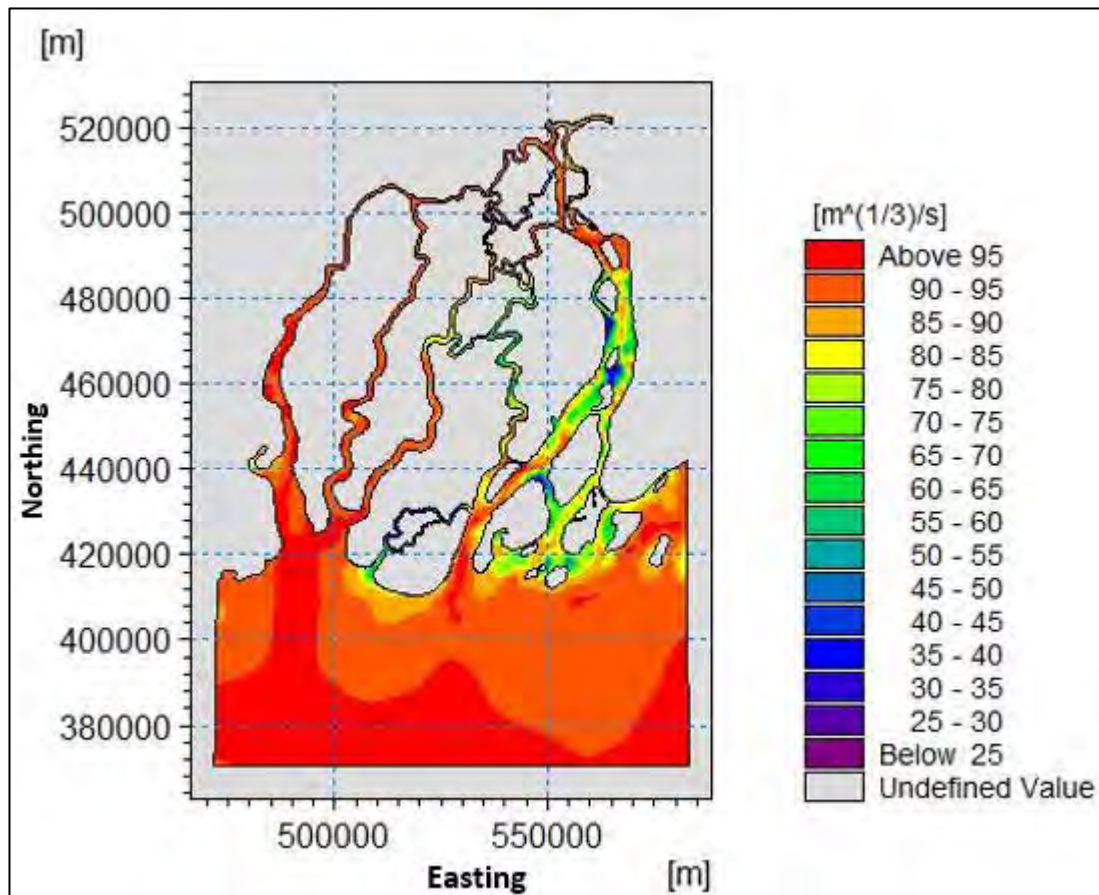 [m]
520000
500000
480000
460000
440000
420000
400000
380000
Northing
500000 550000
Easting [m]
[m^(1/3)/s]
Above 95
90 - 95
85 - 90
80 - 85
75 - 80
70 - 75
65 - 70
60 - 65
55 - 60
50 - 55
45 - 50
40 - 45
35 - 40
30 - 35
25 - 30
Below 25
Undefined Value